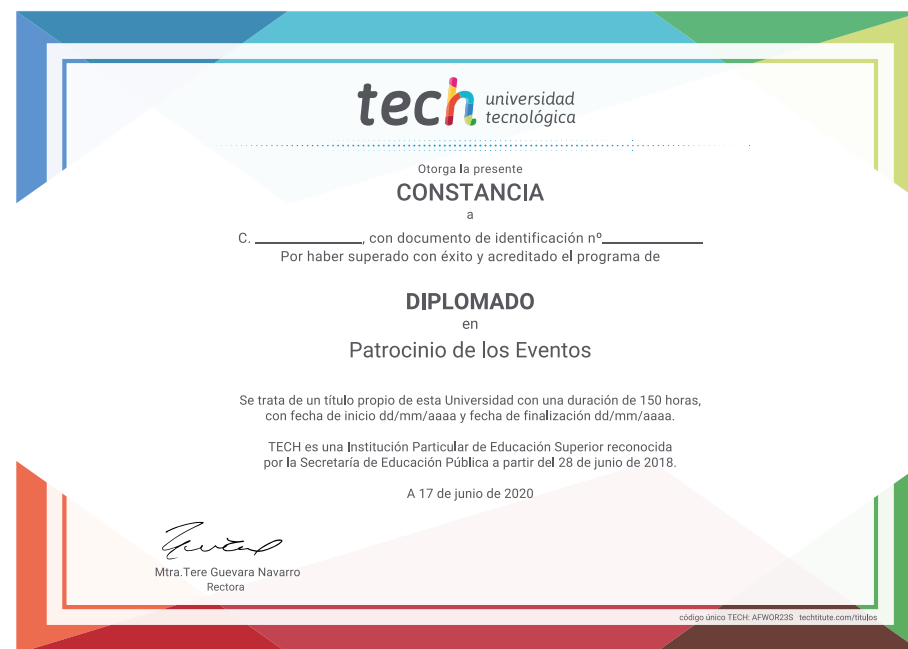 tech universidad
tecnológica
Otorga la presente
CONSTANCIA
a
C. ____________, con documento de identificación nº____________
Por haber superado con éxito y acreditado el programa de
DIPLOMADO
en
Patrocinio de los Eventos
Se trata de un título propio de esta Universidad con una duración de 150 horas,
con fecha de inicio dd/mm/aaaa y fecha de finalización dd/mm/aaaa.
TECH es una Institución Particular de Educación Superior reconocida
por la Secretaría de Educación Pública a partir del 28 de junio de 2018.
A 17 de junio de 2020
Mtra.Tere Guevara Navarro
Rectora
código único TECH: AFWOR23S techtitute.com/titulos